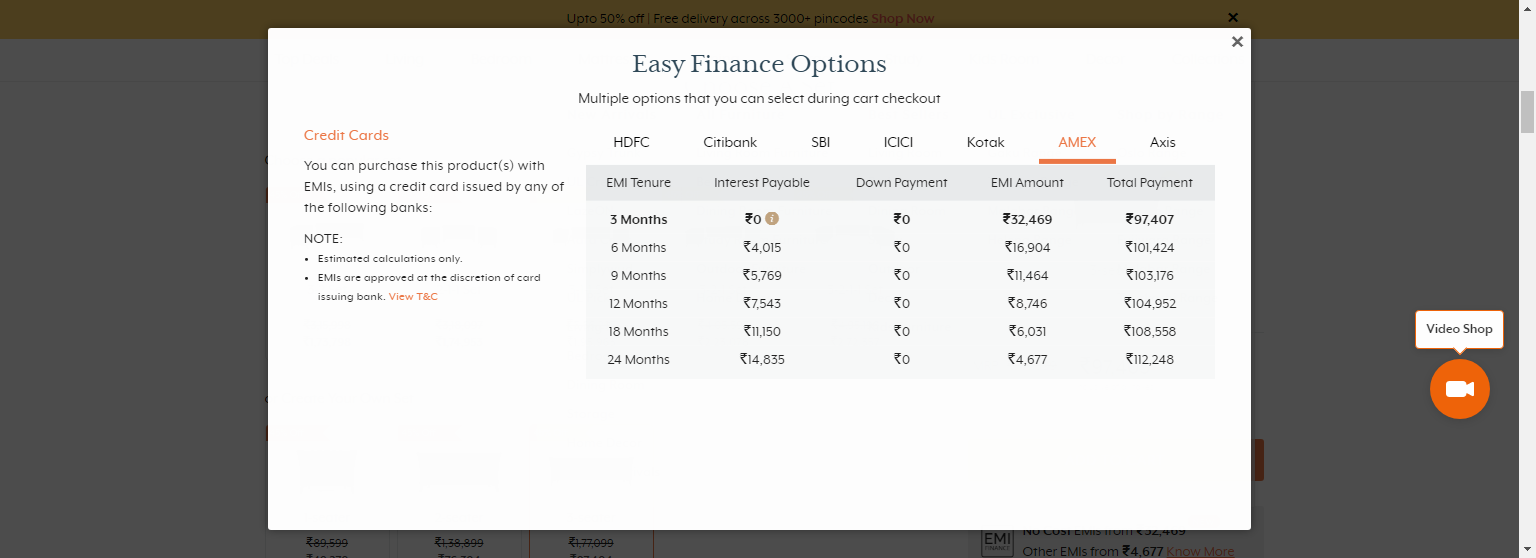 Upto 50% off | Free delivery across 3000+ pincodes Shop Now
Easy Finance Options
Multiple options that you can select during cart checkout
Credit Cards
You can purchase this product(s) with
EMIs, using a credit card issued by any of
the following banks:
NOTE:
• Estimated calculations only.
• EMIs are approved at the discretion of card
issuing bank. View T&C
HDFC Citibank SBI ICICI Kotak AMEX Axis
EMI Tenure Interest Payable Down Payment EMI Amount Total Payment
3 Months ₹0 ₹0 ₹32,469 ₹97,407
6 Months ₹4,015 ₹0 ₹16,904 ₹101,424
9 Months ₹5,769 ₹0 ₹11,464 ₹103,176
12 Months ₹7,543 ₹0 ₹8,746 ₹104,952
18 Months ₹11,150 ₹0 ₹6,031 ₹108,558
24 Months ₹14,835 ₹0 ₹4,677 ₹112,248
Video Shop
₹89,599 ₹1,38,899 ₹1,77,099
EMI
FINANCE
No Cost EMIs from ₹32,469
Other EMIs from ₹4,677 Know More